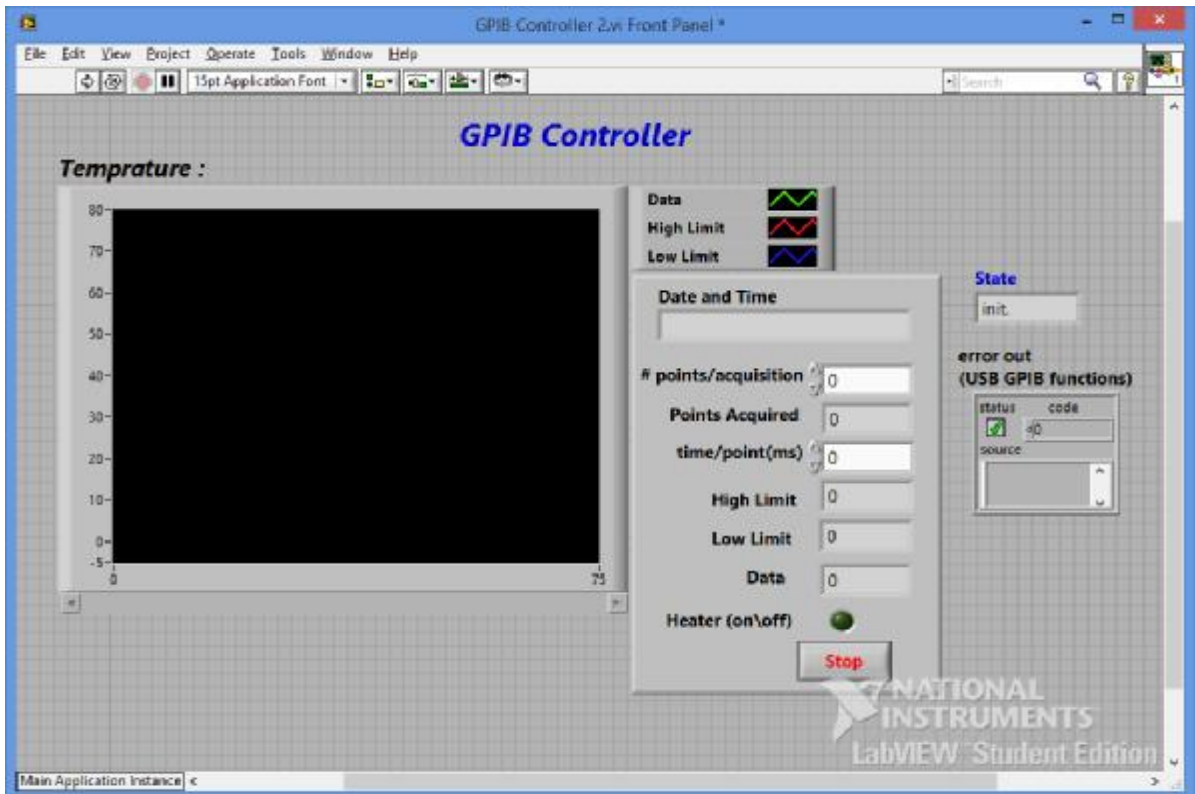 GPIB Controller 2.vi Front Panel *
File Edit View Project Operate Tools Window Help
15pt Application Font
Search
1
GPIB Controller
Temprature :
80
70
60
50
40
30
20
10
0
-5
0 75
Data
High Limit
Low Limit
Date and Time
# points/acquisition 0
Points Acquired 0
time/point(ms) 0
High Limit 0
Low Limit 0
Data 0
Heater (on\off)
Stop
State
init.
error out
(USB GPIB functions)
status code
0
source
NATIONAL
INSTRUMENTS
LabVIEW Student Edition
Main Application Instance